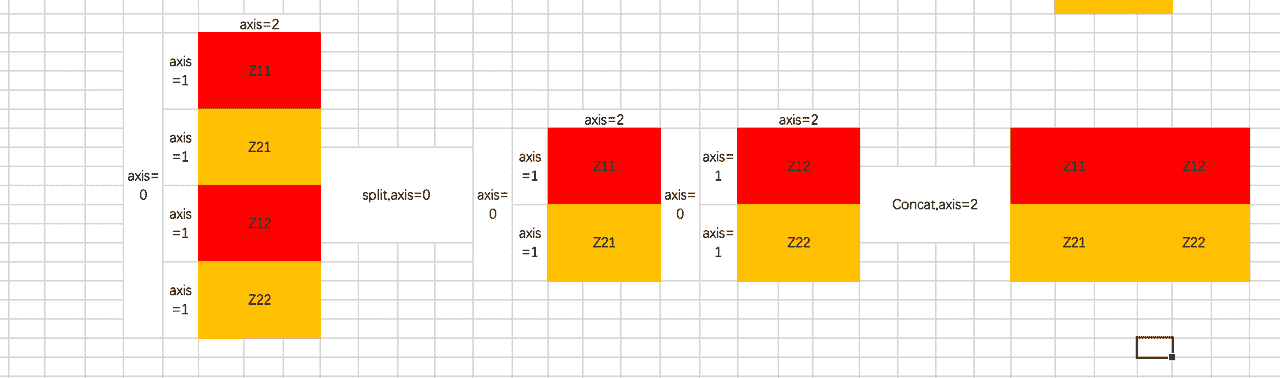 axis=2
axis
=1
Z11
axis
=1
Z21
axis=
0
axis
=1
Z12
axis
=1
Z22
split,axis=0
axis=
0
axis=2
axis
=1
Z11
axis
=1
Z21
axis=
0
axis=2
axis=
1
Z12
axis=
1
Z22
Concat,axis=2
Z11 Z12
Z21 Z22